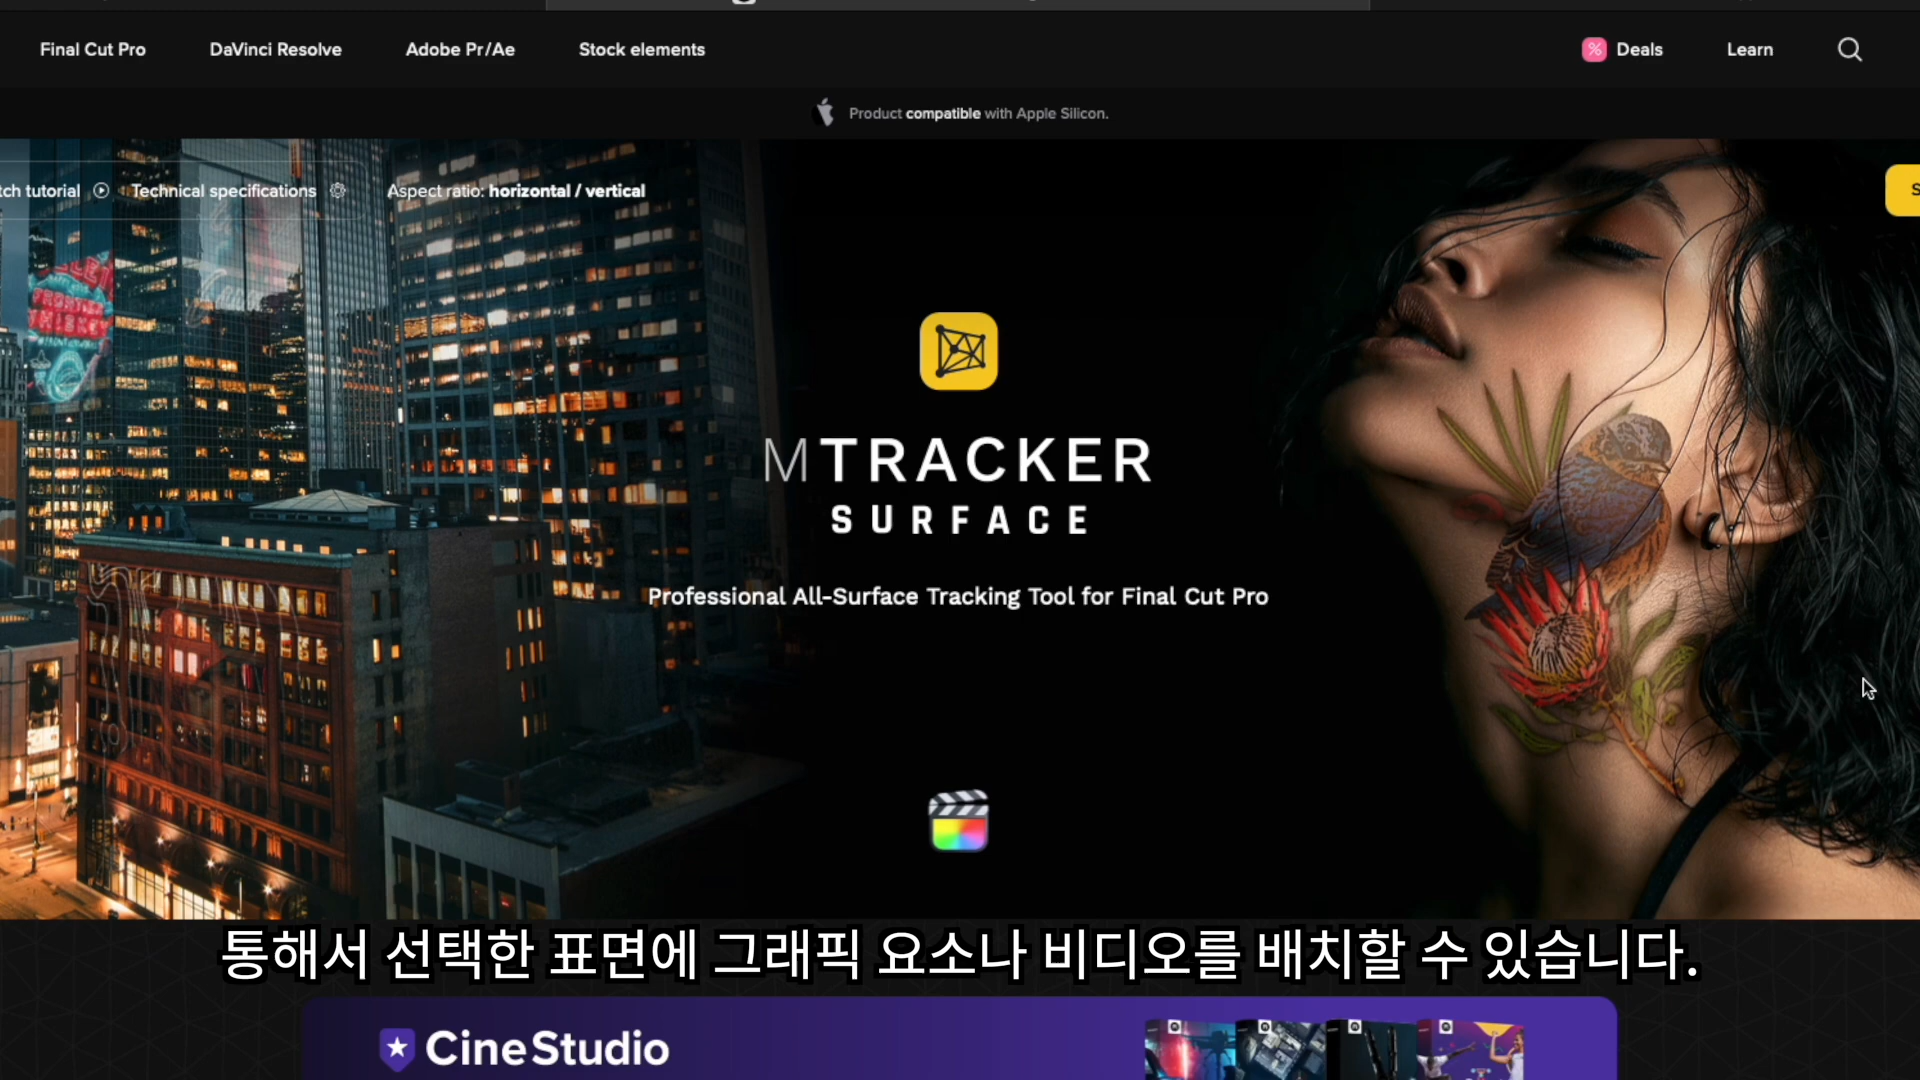 Final Cut Pro
DaVinci Resolve
Adobe Pr/Ae
Stock elements
% Deals
Learn
Product compatible with Apple Silicon.
tch tutorial
Technical specifications
Aspect ratio: horizontal / vertical
S
MTRACKER
SURFACE
Professional All-Surface Tracking Tool for Final Cut Pro
통해서 선택한 표면에 그래픽 요소나 비디오를 배치할 수 있습니다.
CineStudio